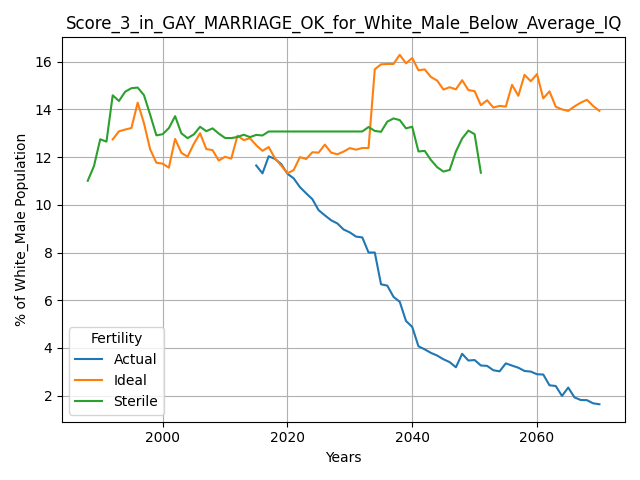 Score_3_in_GAY_MARRIAGE_OK_for_White_Male_Below_Average_IQ
% of White_Male Population
16
14
12
10
8
6
4
2
Fertility
Actual
Ideal
Sterile
2000
2020
2040
2060
Years